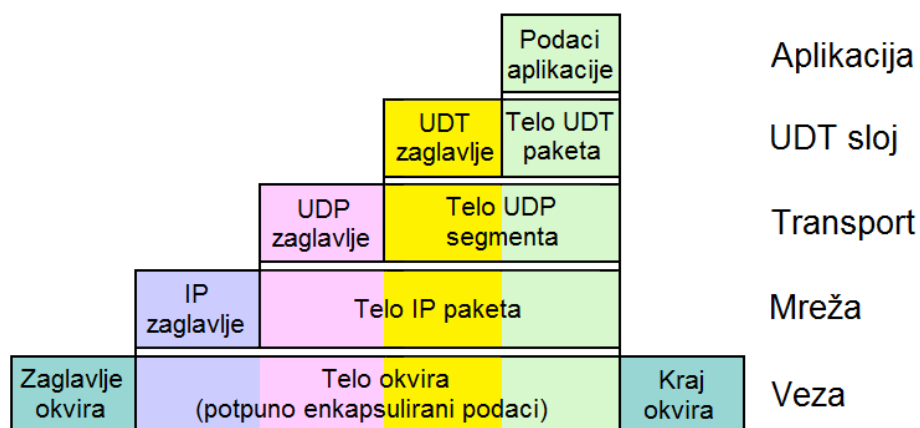 Podaci
aplikacije
Aplikacija
UDT
zaglavlje
Telo UDT
paketa
UDT sloj
UDP
zaglavlje
Telo UDP
segmenta
Transport
IP
zaglavlje
Telo IP paketa
Mreža
Zaglavlje
okvira
Telo okvira
(potpuno enkapsulirani podaci)
Kraj
okvira
Veza